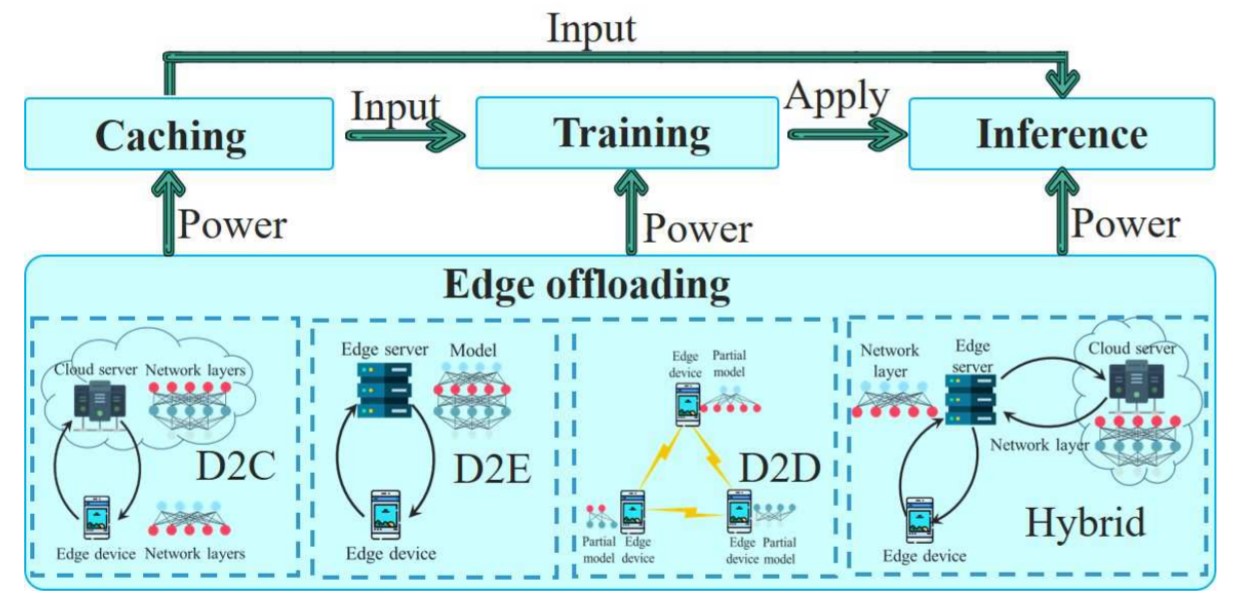 Input
Caching
Input
Training
Apply
Inference
Power
Power
Power
Edge offloading
Cloud server
Network layers
D2C
Edge device
Network layers
Edge server
Model
D2E
Edge device
Edge
device
Partial
model
D2D
Partial
model
Edge
device
Edge
device
Partial
model
Network
layer
Edge
server
Cloud server
Network layer
Hybrid
Edge device